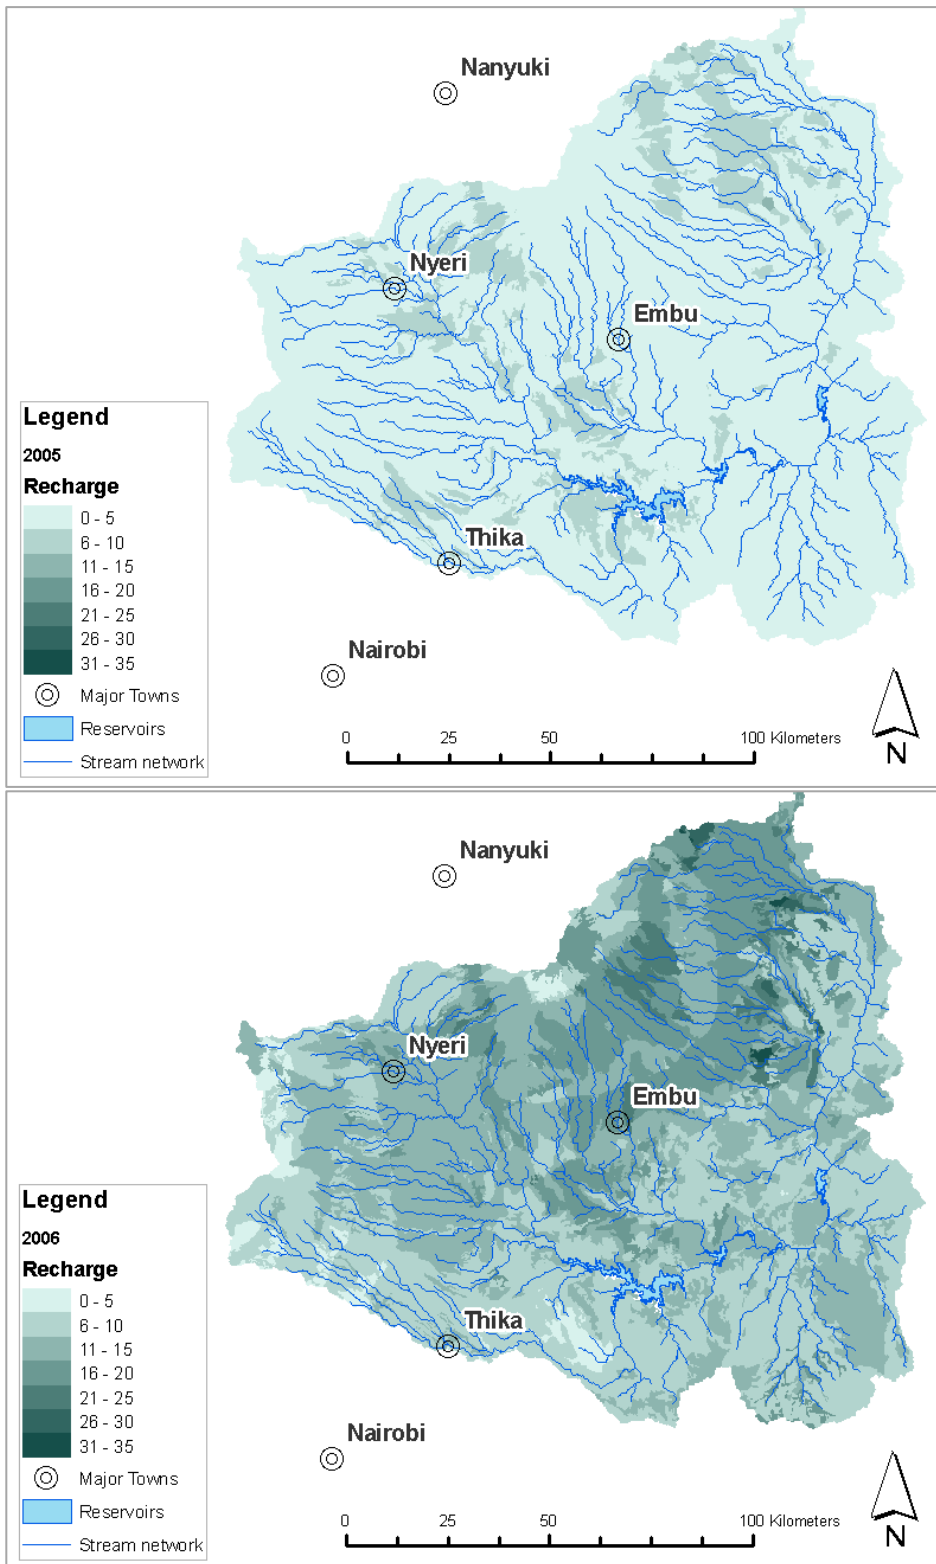 Nanyuki
Nyeri
Embu
Legend
2005
Recharge
0 - 5
6 - 10
11 - 15
16 - 20
21 - 25
26 - 30
31 - 35
Major Towns
Reservoirs
Stream network
Thika
Nairobi
0 25 50 100 Kilometers
N
Nanyuki
Nyeri
Embu
Legend
2006
Recharge
0 - 5
6 - 10
11 - 15
16 - 20
21 - 25
26 - 30
31 - 35
Major Towns
Reservoirs
Stream network
Thika
Nairobi
0 25 50 100 Kilometers
N